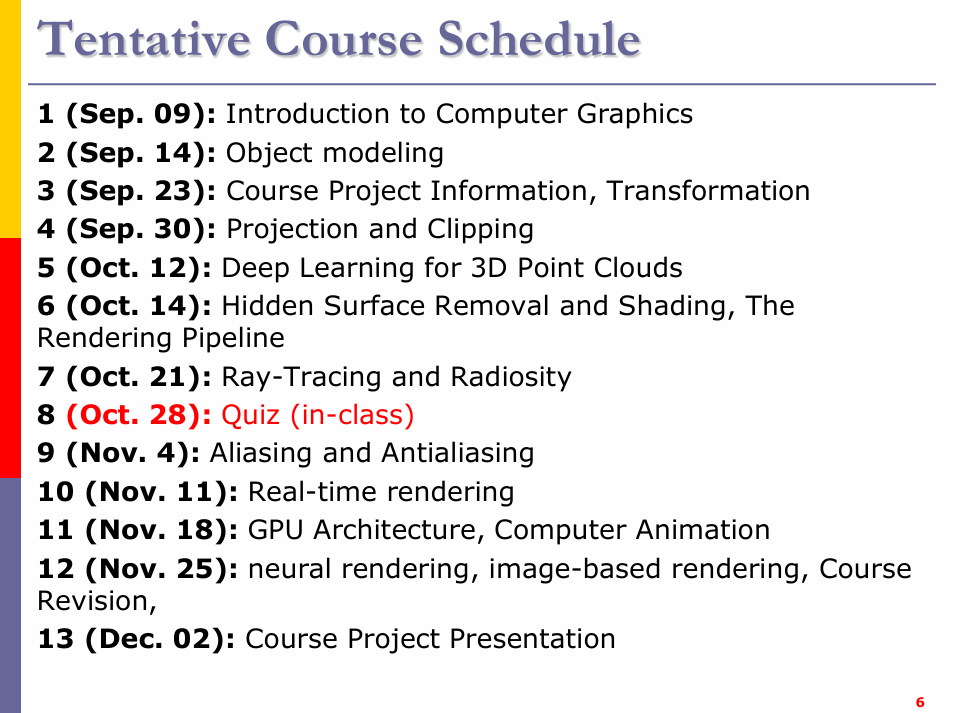 Tentative Course Schedule
1 (Sep. 09): Introduction to Computer Graphics
2 (Sep. 14): Object modeling
3 (Sep. 23): Course Project Information, Transformation
4 (Sep. 30): Projection and Clipping
5 (Oct. 12): Deep Learning for 3D Point Clouds
6 (Oct. 14): Hidden Surface Removal and Shading, The
Rendering Pipeline
7 (Oct. 21): Ray-Tracing and Radiosity
8 (Oct. 28): Quiz (in-class)
9 (Nov. 4): Aliasing and Antialiasing
10 (Nov. 11): Real-time rendering
11 (Nov. 18): GPU Architecture, Computer Animation
12 (Nov. 25): neural rendering, image-based rendering, Course
Revision,
13 (Dec. 02): Course Project Presentation
6